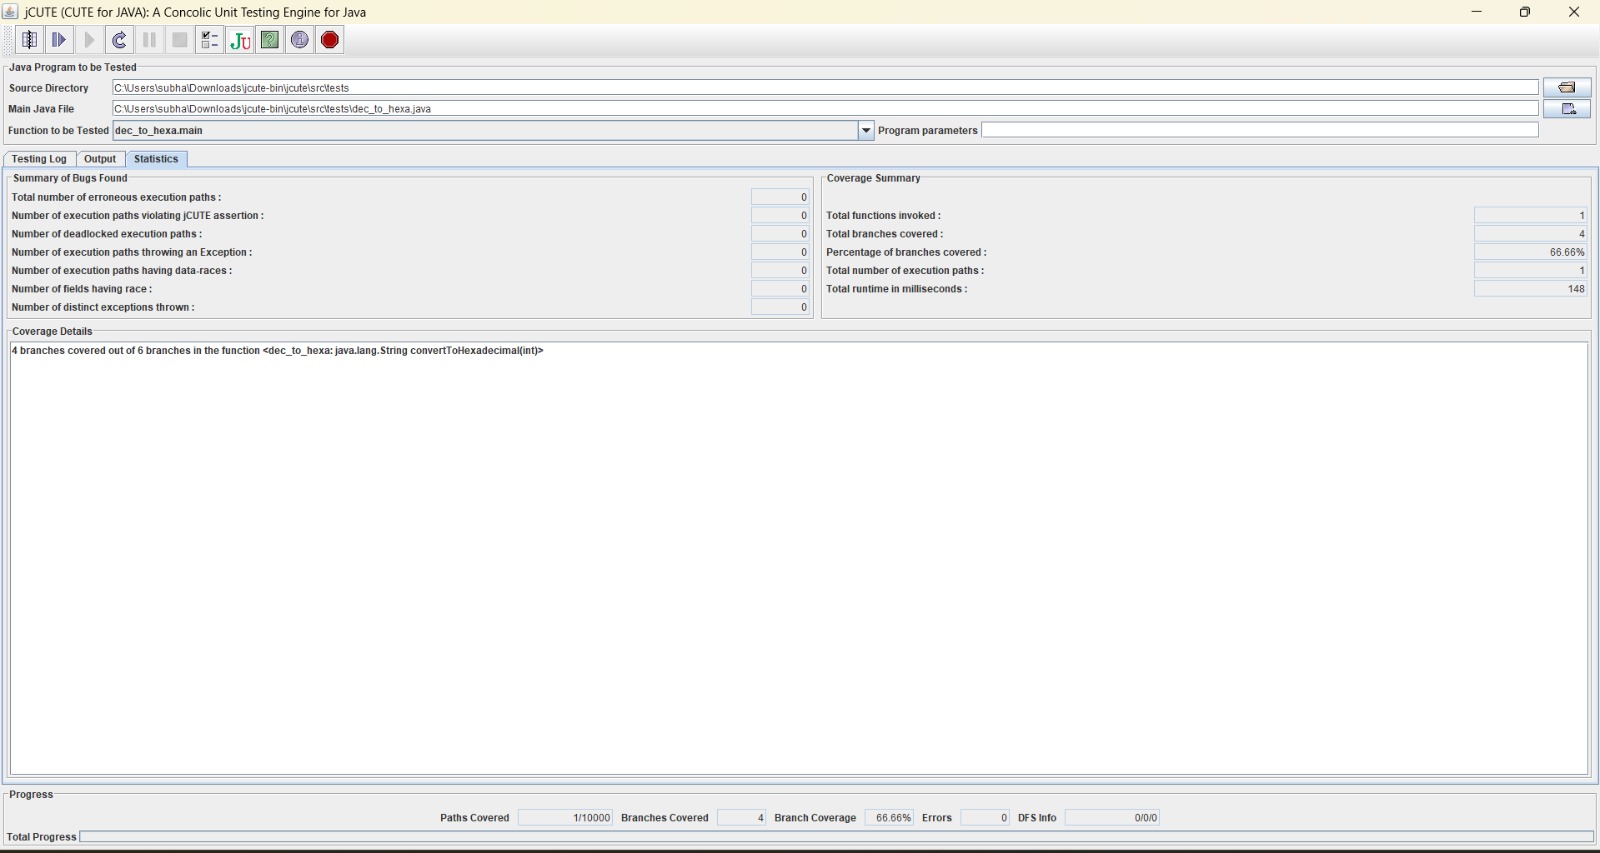 jCUTE (CUTE for JAVA): A Concolic Unit Testing Engine for Java
JU ? i
Java Program to be Tested
Source Directory C:\Users\subha\Downloads\jcute-bin\jcute\src\tests
Main Java File C:\Users\subha\Downloads\jcute-bin\jcute\src\tests\dec_to_hexa.java
Function to be Tested dec_to_hexa.main Program parameters
Testing Log Output Statistics
Summary of Bugs Found
Total number of erroneous execution paths : 0
Number of execution paths violating jCUTE assertion : 0
Number of deadlocked execution paths : 0
Number of execution paths throwing an Exception : 0
Number of execution paths having data-races : 0
Number of fields having race : 0
Number of distinct exceptions thrown : 0
Coverage Summary
Total functions invoked : 1
Total branches covered : 4
Percentage of branches covered : 66.66%
Total number of execution paths : 1
Total runtime in milliseconds : 148
Coverage Details
4 branches covered out of 6 branches in the function <dec_to_hexa: java.lang.String convertToHexadecimal(int)>
Progress
Paths Covered 1/10000 Branches Covered 4 Branch Coverage 66.66% Errors 0 DFS Info 0/0/0
Total Progress